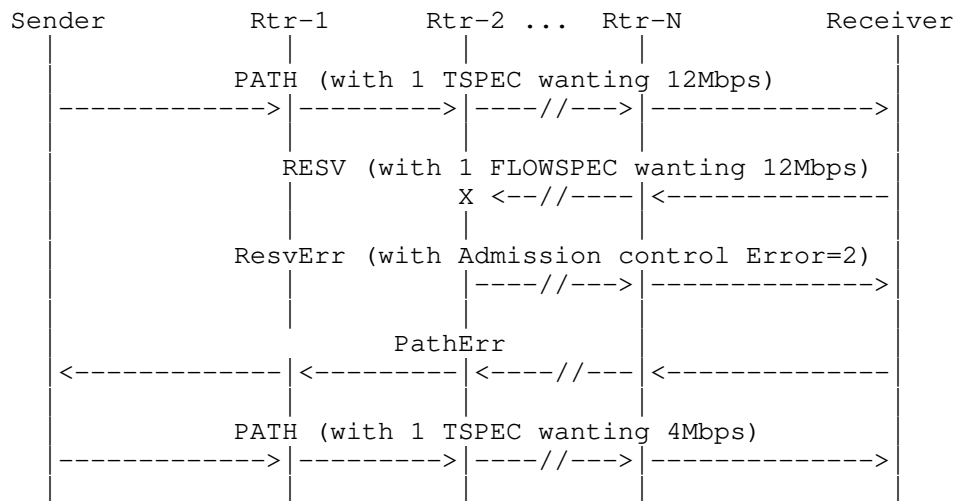 Sender Rtr-1 Rtr-2 ... Rtr-N Receiver
PATH (with 1 TSPEC wanting 12Mbps)
RESV (with 1 FLOWSPEC wanting 12Mbps)
X
ResvErr (with Admission control Error=2)
PathErr
PATH (with 1 TSPEC wanting 4Mbps)